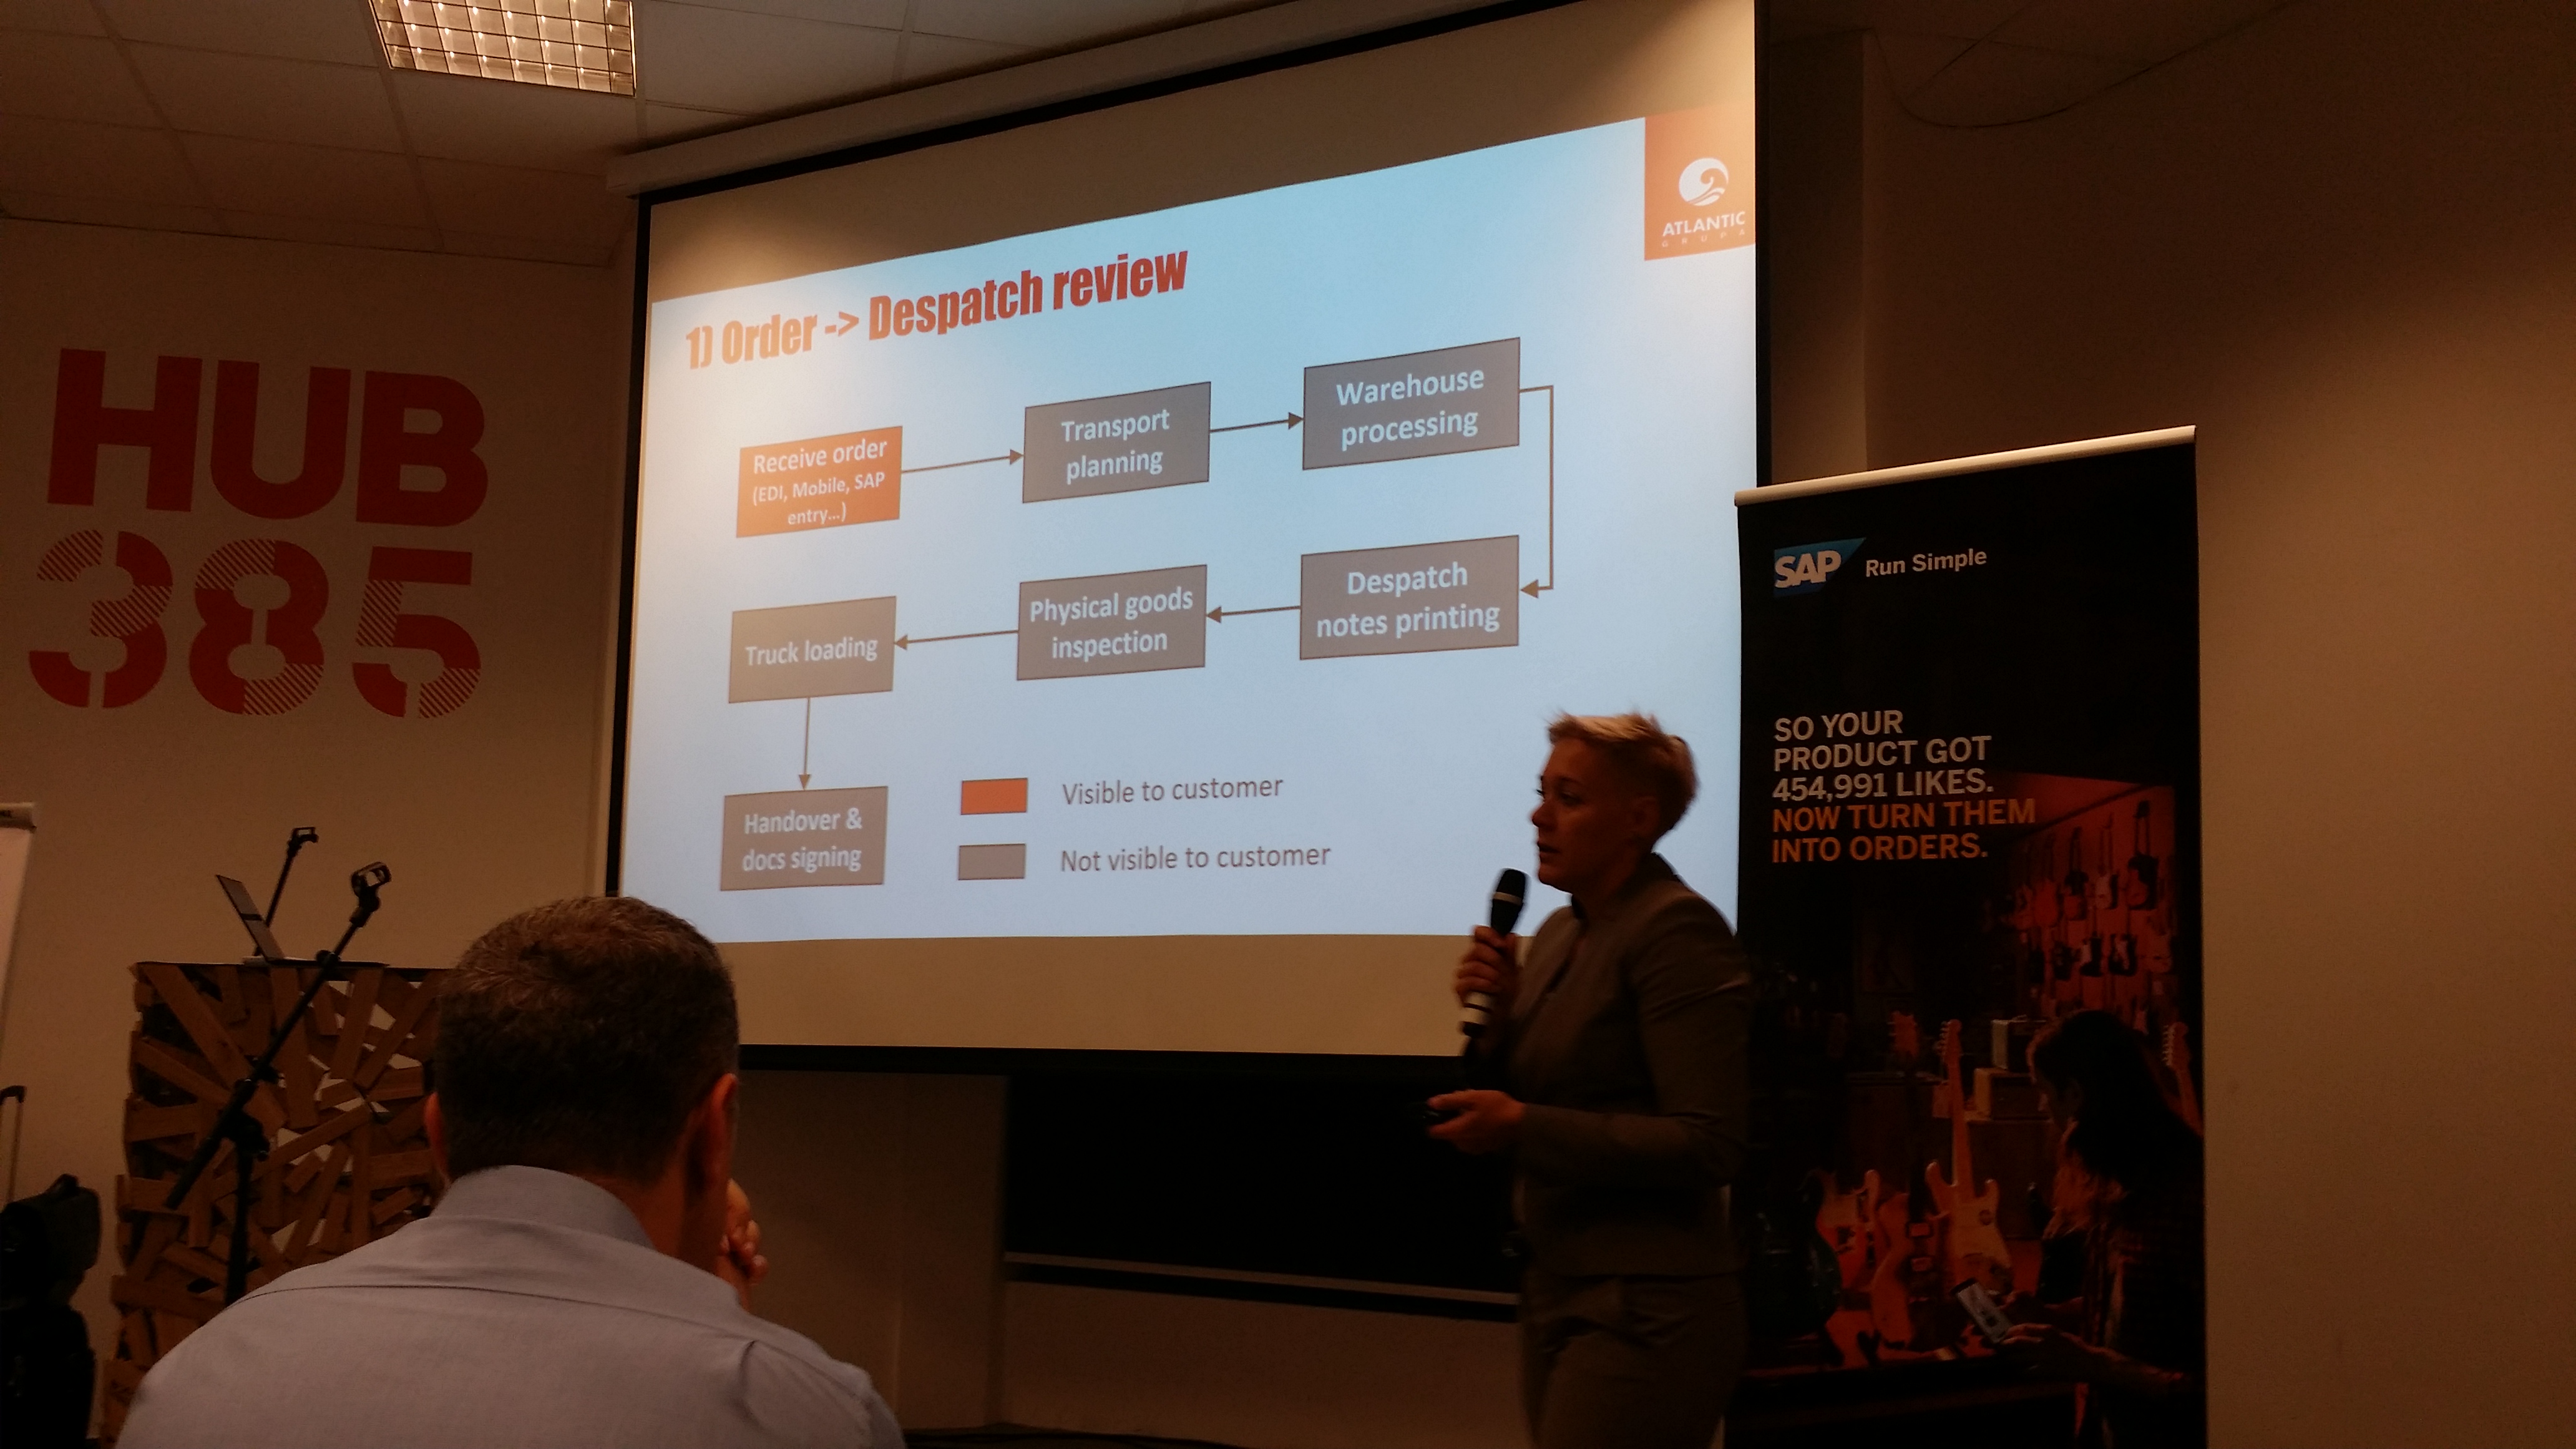 HUB
385
ATLANTIC
GRUPA
1) Order -> Despatch review
Receive order
(EDI, Mobile, SAP
entry...)
Transport
planning
Warehouse
processing
Despatch
notes printing
Physical goods
inspection
Truck loading
Handover &
docs signing
Visible to customer
Not visible to customer
SAP Run Simple
SO YOUR
PRODUCT GOT
454,991 LIKES.
NOW TURN THEM
INTO ORDERS.